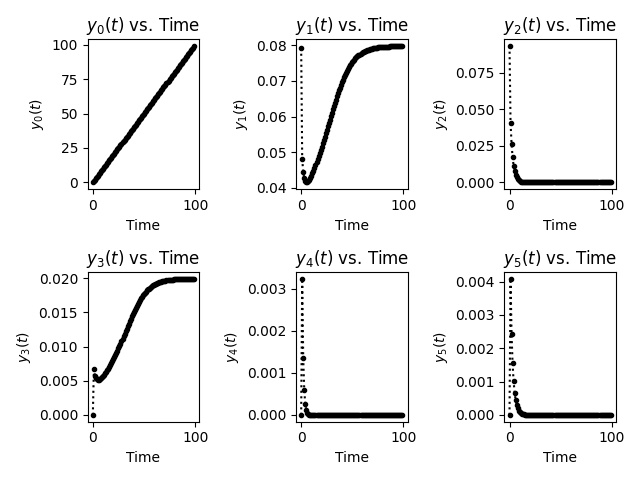 y₀(t) vs. Time
y₁(t) vs. Time
y₂(t) vs. Time
100
75
50
25
0
y₀(t)
0
100
Time
0.08
0.07
0.06
0.05
0.04
y₁(t)
0
100
Time
0.075
0.050
0.025
0.000
y₂(t)
0
100
Time
y₃(t) vs. Time
y₄(t) vs. Time
y₅(t) vs. Time
0.020
0.015
0.010
0.005
0.000
y₃(t)
0
100
Time
0.003
0.002
0.001
0.000
y₄(t)
0
100
Time
0.004
0.003
0.002
0.001
0.000
y₅(t)
0
100
Time